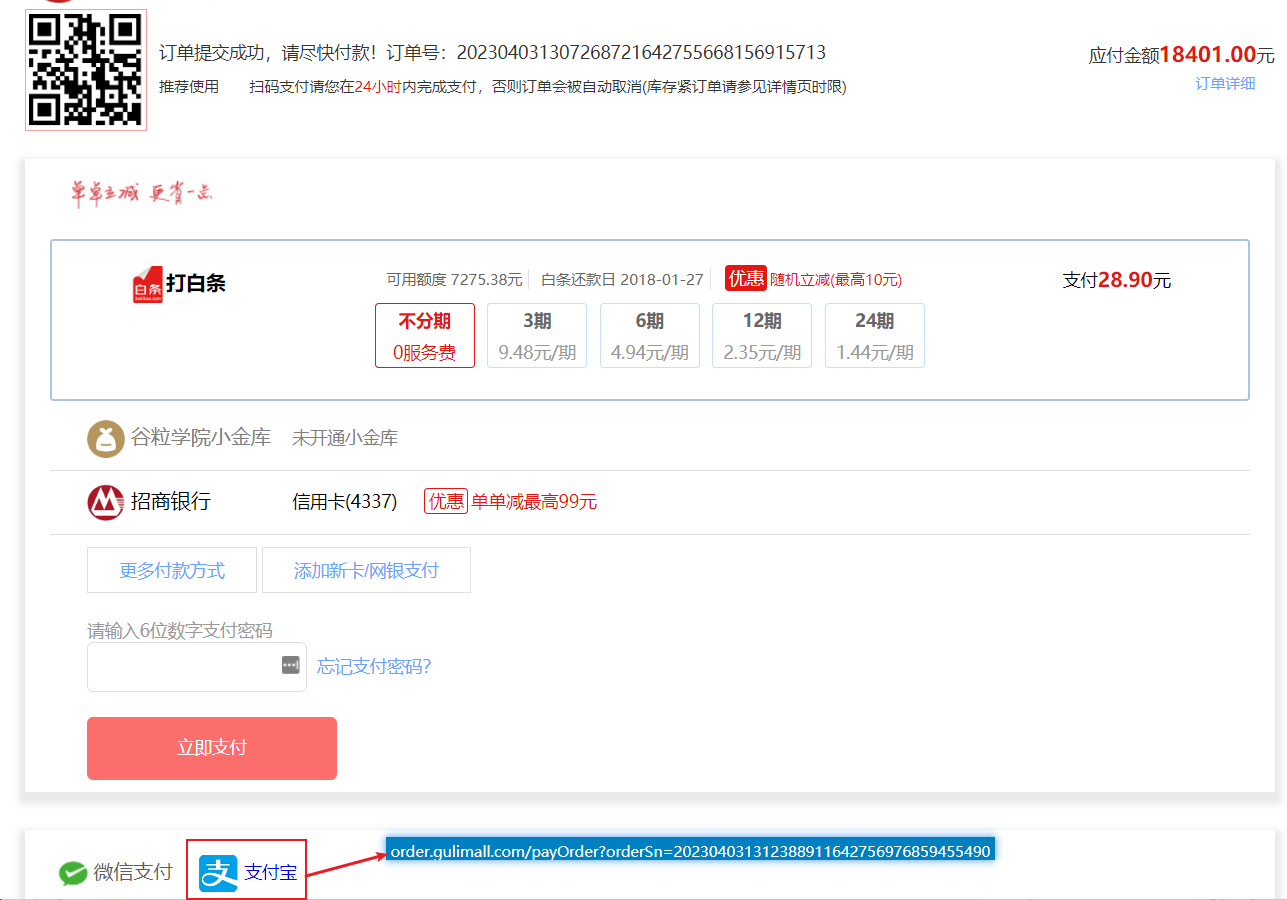 订单提交成功，请尽快付款！订单号：202304031307268721642755668156915713
应付金额18401.00元
推荐使用 扫码支付请您在24小时内完成支付，否则订单会被自动取消(库存紧订单请参见详情页时限)
订单详细
单单立减 更省一点
白条 打白条
可用额度 7275.38元 白条还款日 2018-01-27 优惠 随机立减(最高10元)
支付28.90元
不分期 3期 6期 12期 24期
0服务费 9.48元/期 4.94元/期 2.35元/期 1.44元/期
谷粒学院小金库 未开通小金库
招商银行 信用卡(4337) 优惠 单单减最高99元
更多付款方式 添加新卡/网银支付
请输入6位数字支付密码
忘记支付密码?
立即支付
order.gulimall.com/payOrder?orderSn=202304031312388911642756976859455490
微信支付 支 支付宝